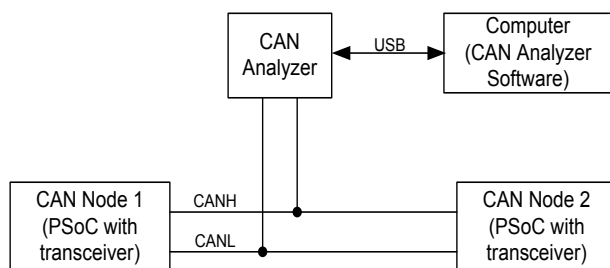 CAN
Analyzer
USB
Computer
(CAN Analyzer
Software)
CAN Node 1
(PSoC with
transceiver)
CANH
CANL
CAN Node 2
(PSoC with
transceiver)